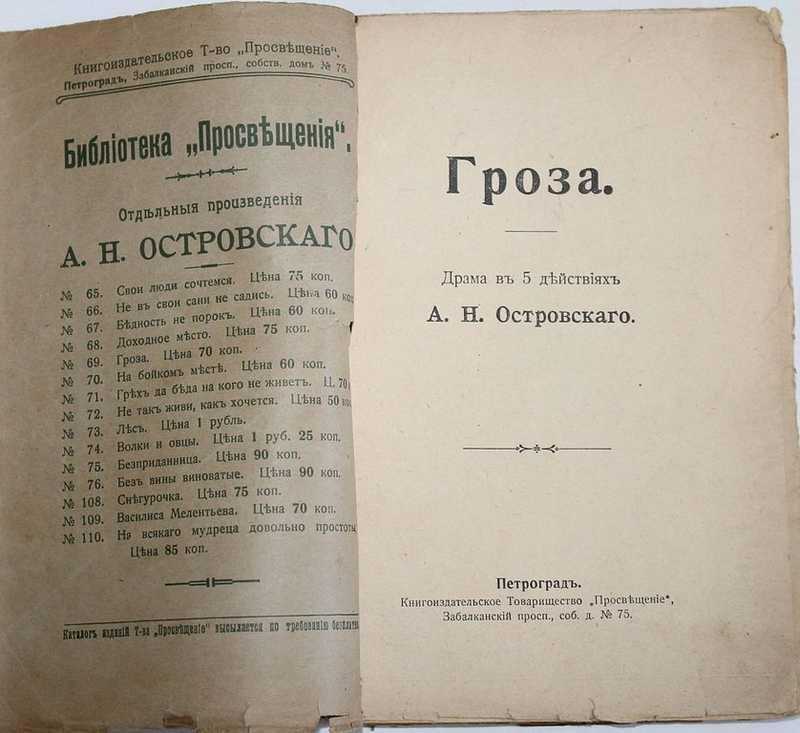 Книгоиздательское Т-во „Просвѣщеніе“.
Петроградъ, Забалканскій просп., собств. домъ № 75.
Библіотека „Просвѣщенія“.
Отдѣльныя произведенія
А. Н. ОСТРОВСКАГО
№ 65. Свои люди сочтемся. Цѣна 75 коп.
№ 66. Не въ свои сани не садись. Цѣна 60 коп
№ 67. Бѣдность не порокъ. Цѣна 60 коп.
№ 68. Доходное мѣсто. Цѣна 75 коп.
№ 69. Гроза. Цѣна 70 коп.
№ 70. На бойкомъ мѣстѣ. Цѣна 60 коп.
№ 71. Грѣхъ да бѣда на кого не живетъ. Ц. 70
№ 72. Не такъ живи, какъ хочется. Цѣна 50 коп
№ 73. Лѣсъ. Цѣна 1 рубль.
№ 74. Волки и овцы. Цѣна 1 руб. 25 коп.
№ 75. Безприданница. Цѣна 90 коп.
№ 76. Безъ вины виноватые. Цѣна 90 коп.
№ 108. Снѣгурочка. Цѣна 75 коп.
№ 109. Василиса Мелентьева. Цѣна 70 коп.
№ 110. На всякаго мудреца довольно простоты
Цѣна 85 коп.
Каталогъ изданій Т-ва „Просвѣщеніе“ высылается по требованію безплатн
Гроза.
Драма въ 5 дѣйствіяхъ
А. Н. Островскаго.
Петроградъ.
Книгоиздательское Товарищество „Просвѣщеніе“,
Забалканскій просп., соб. д. № 75.